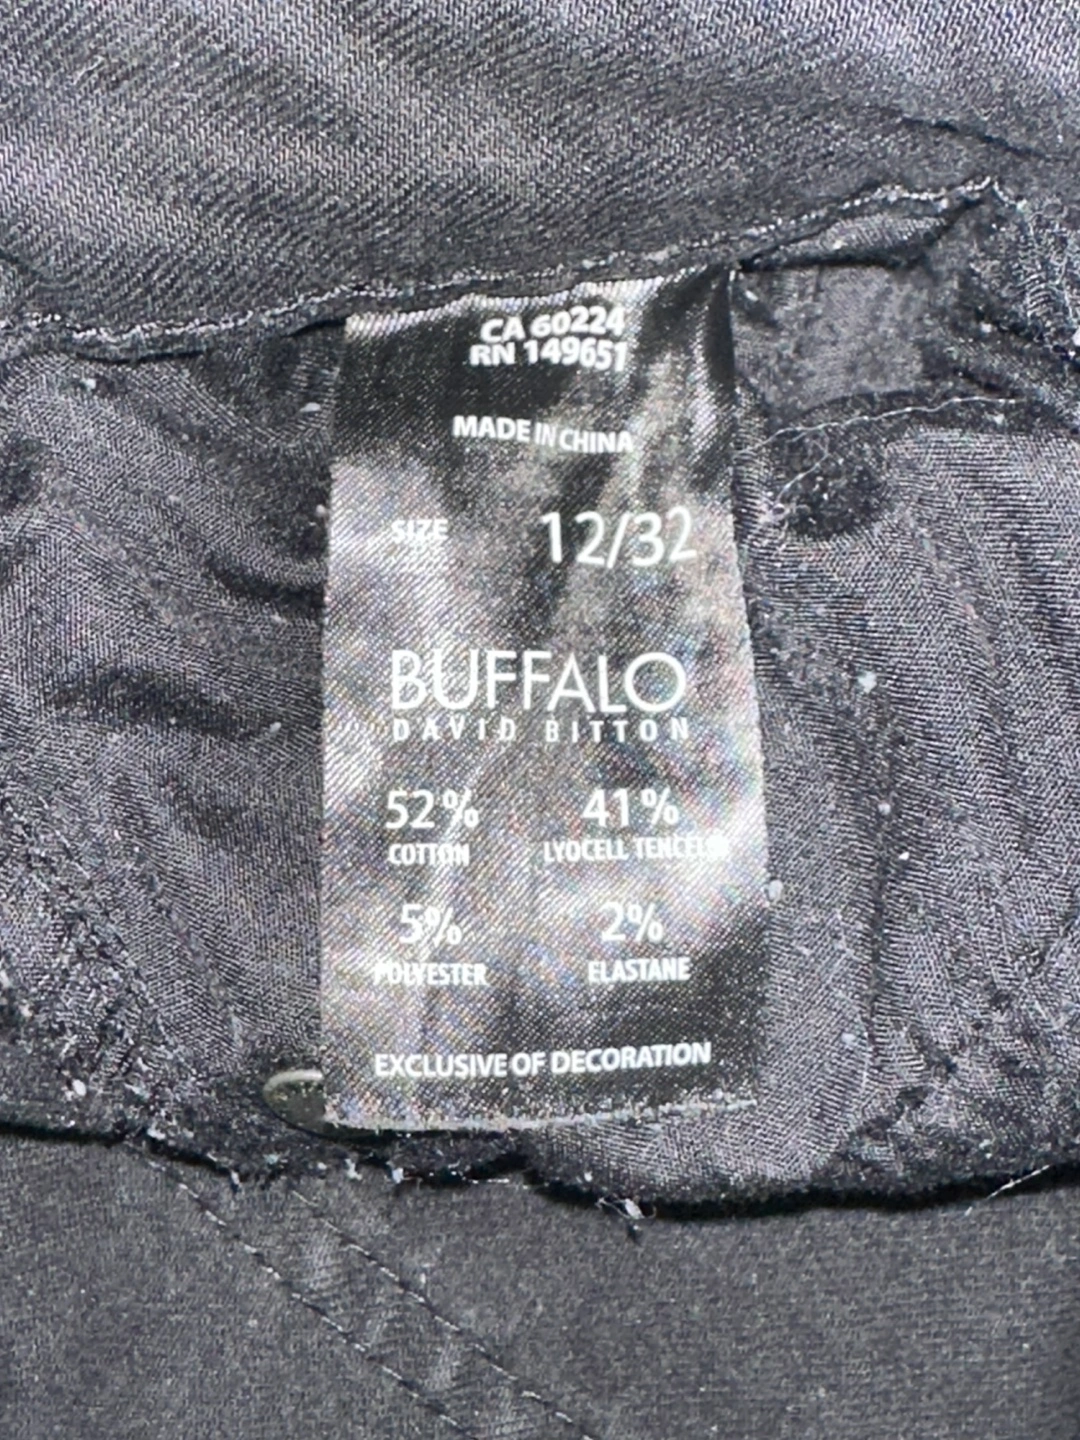 CA 60224
RN 149651
MADE IN CHINA
SIZE 12/32
BUFFALO
DAVID BITTON
52% 41%
COTTON LYOCELL TENCEL®
5% 2%
POLYESTER ELASTANE
EXCLUSIVE OF DECORATION